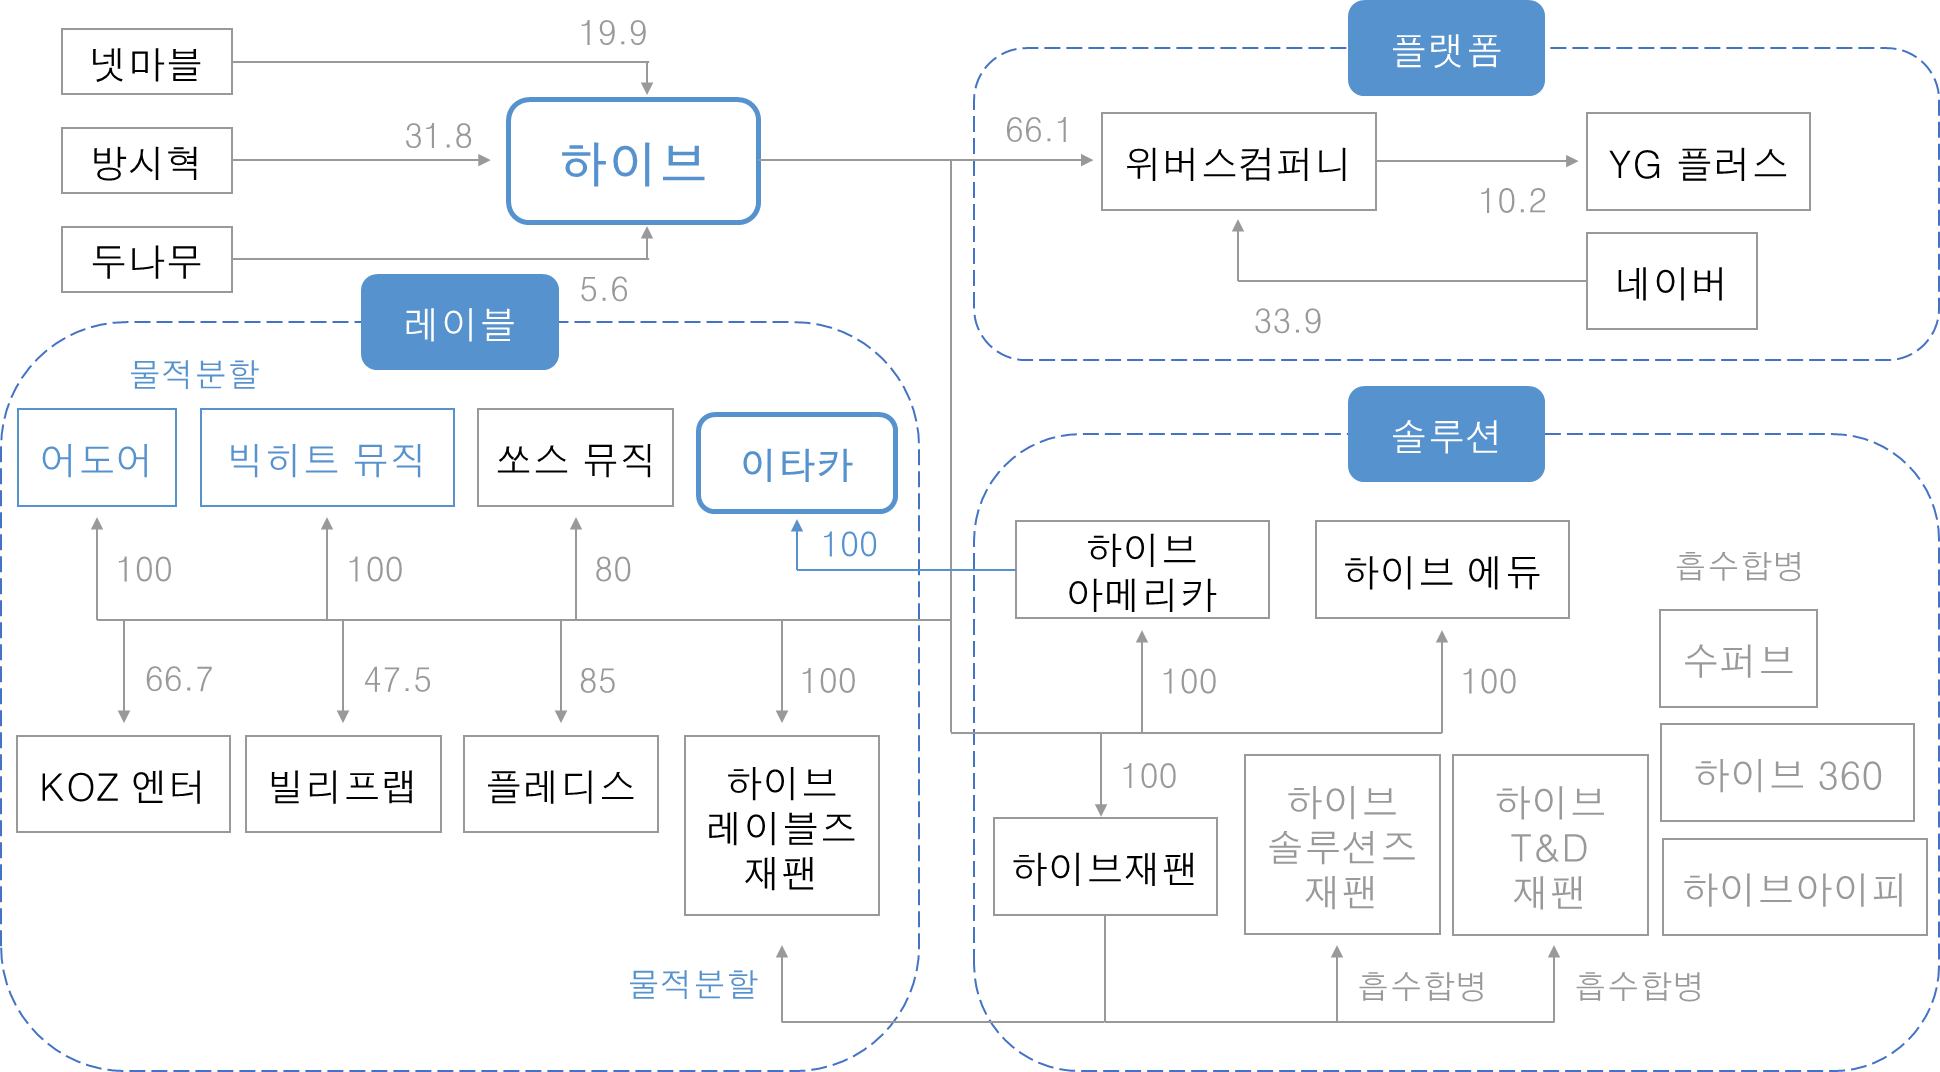 넷마블
19.9
방시혁
31.8
하이브
두나무
5.6
플랫폼
66.1
위버스컴퍼니
10.2
YG 플러스
네이버
33.9
레이블
물적분할
어도어
빅히트 뮤직
쏘스 뮤직
이타카
100
100
80
100
66.7
47.5
85
100
KOZ 엔터
빌리프랩
플레디스
하이브
레이블즈
재팬
물적분할
솔루션
하이브
아메리카
하이브 에듀
흡수합병
수퍼브
100
100
하이브 360
100
하이브재팬
하이브
솔루션즈
재팬
하이브
T&D
재팬
하이브아이피
흡수합병
흡수합병